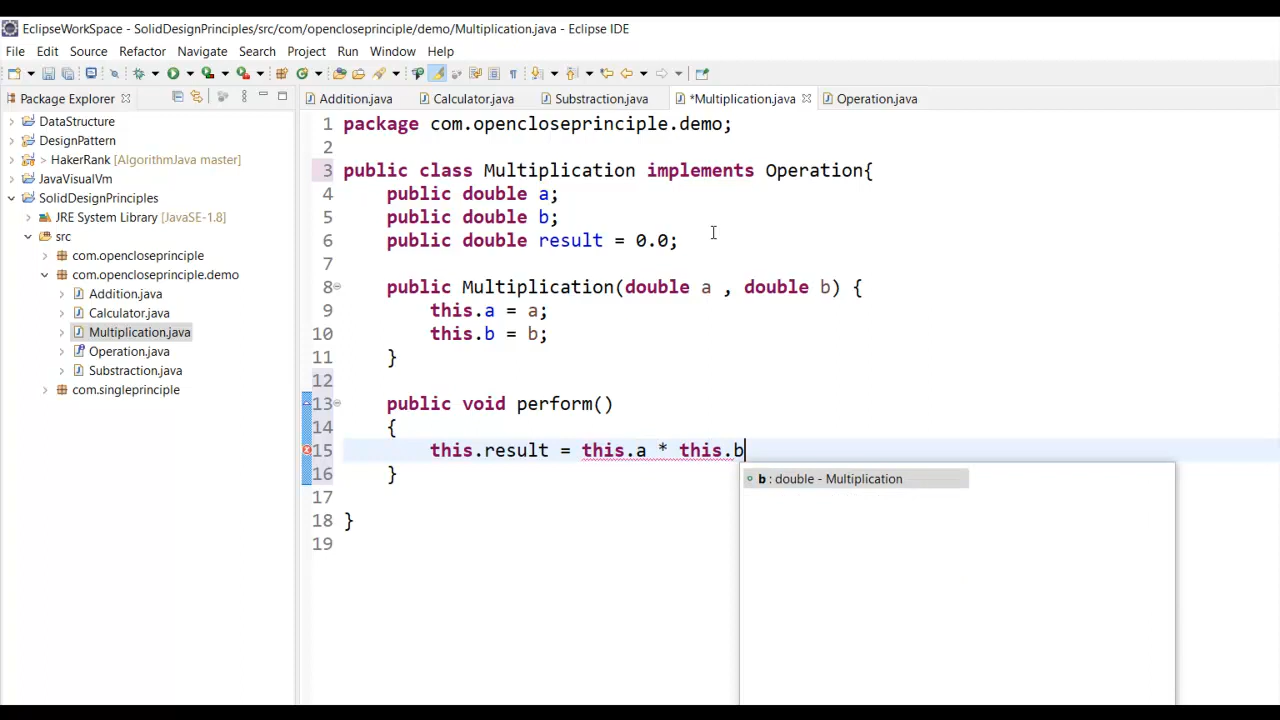 EclipseWorkSpace - SolidDesignPrinciples/src/com/opencloseprinciple/demo/Multiplication.java - Eclipse IDE
File Edit Source Refactor Navigate Search Project Run Window Help
Package Explorer
DataStructure
DesignPattern
> HakerRank [AlgorithmJava master]
JavaVisualVm
SolidDesignPrinciples
JRE System Library [JavaSE-1.8]
src
com.opencloseprinciple
com.opencloseprinciple.demo
Addition.java
Calculator.java
Multiplication.java
Operation.java
Substraction.java
com.singleprinciple
Addition.java Calculator.java Substraction.java *Multiplication.java Operation.java
1 package com.opencloseprinciple.demo;
2
3 public class Multiplication implements Operation{
4 public double a;
5 public double b;
6 public double result = 0.0;
7
8 public Multiplication(double a , double b) {
9 this.a = a;
10 this.b = b;
11 }
12
13 public void perform()
14 {
15 this.result = this.a * this.b
16 }
17
18 }
19
b : double - Multiplication